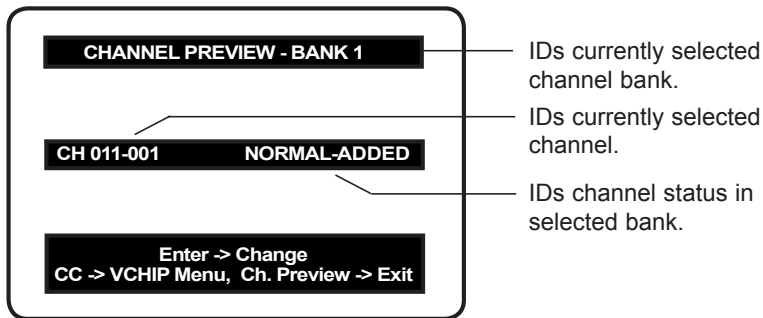 CHANNEL PREVIEW - BANK 1
IDs currently selected
channel bank.
IDs currently selected
channel.
CH 011-001 NORMAL-ADDED
IDs channel status in
selected bank.
Enter -> Change
CC -> VCHIP Menu, Ch. Preview -> Exit